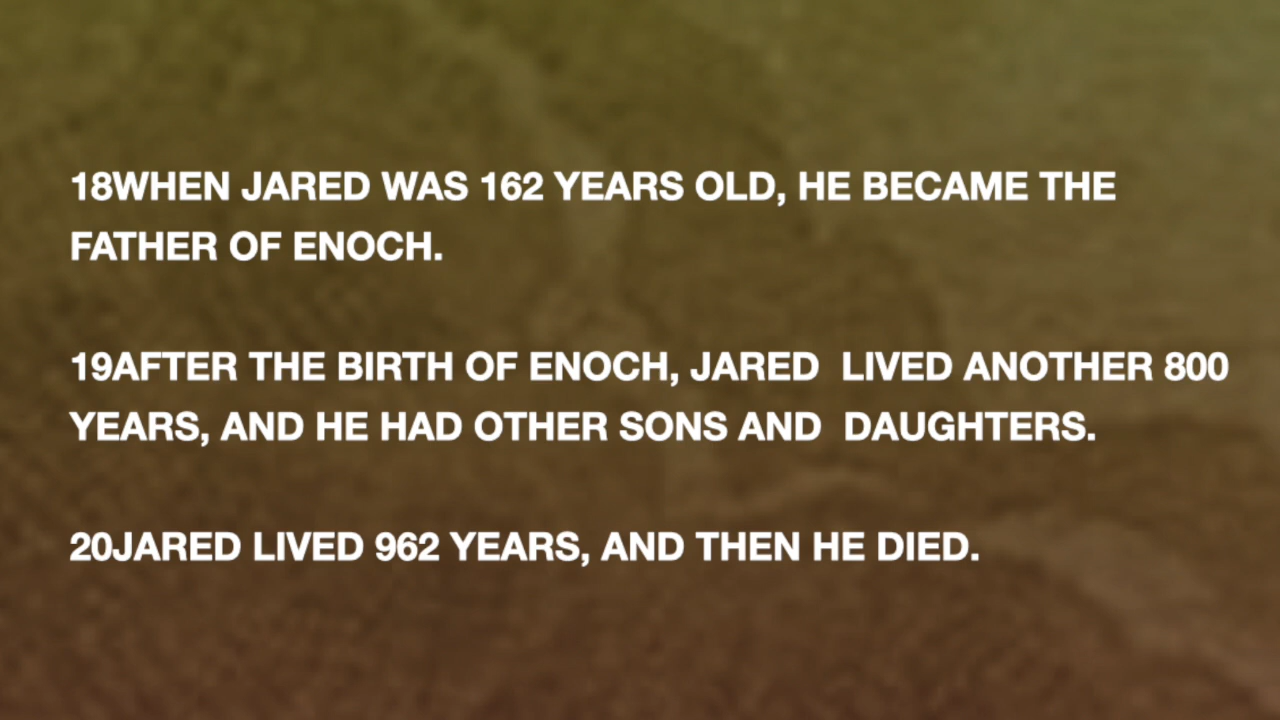 18WHEN JARED WAS 162 YEARS OLD, HE BECAME THE
FATHER OF ENOCH.
19AFTER THE BIRTH OF ENOCH, JARED  LIVED ANOTHER 800
YEARS, AND HE HAD OTHER SONS AND  DAUGHTERS.
20JARED LIVED 962 YEARS, AND THEN HE DIED.